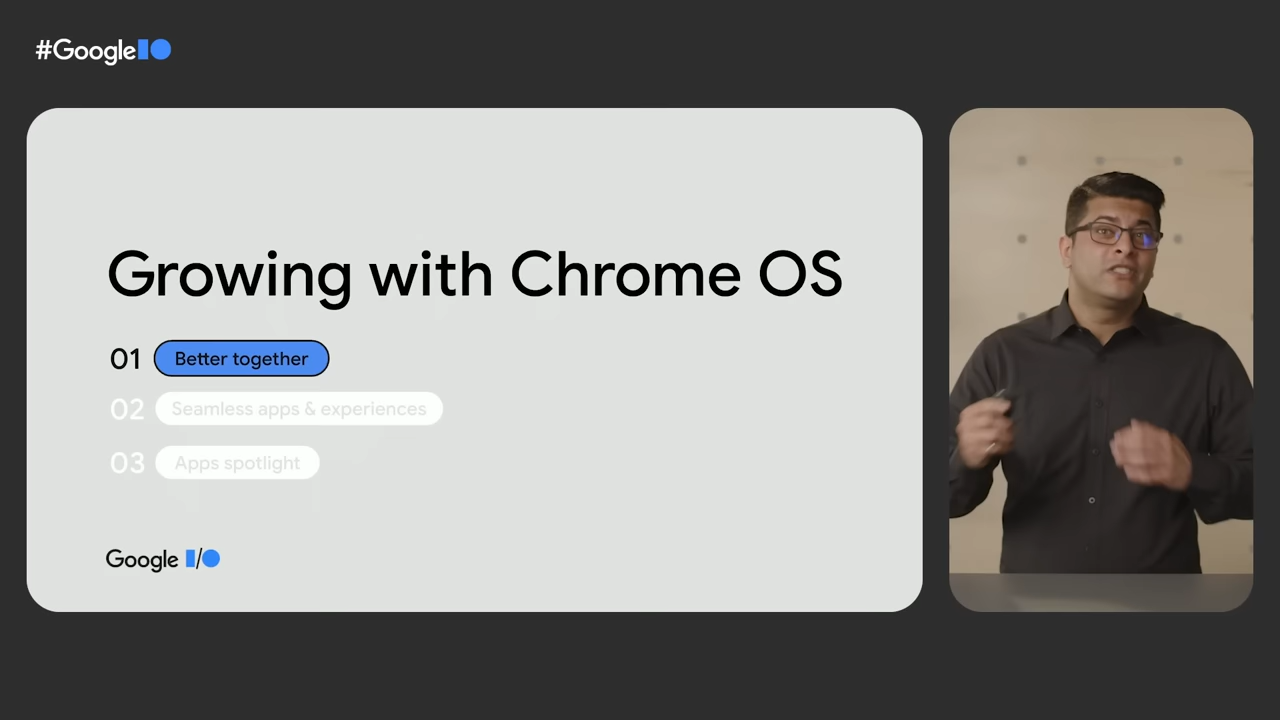 #GoogleIO
Growing with Chrome OS
01 Better together
02 Seamless apps & experiences
03 Apps spotlight
Google I/O